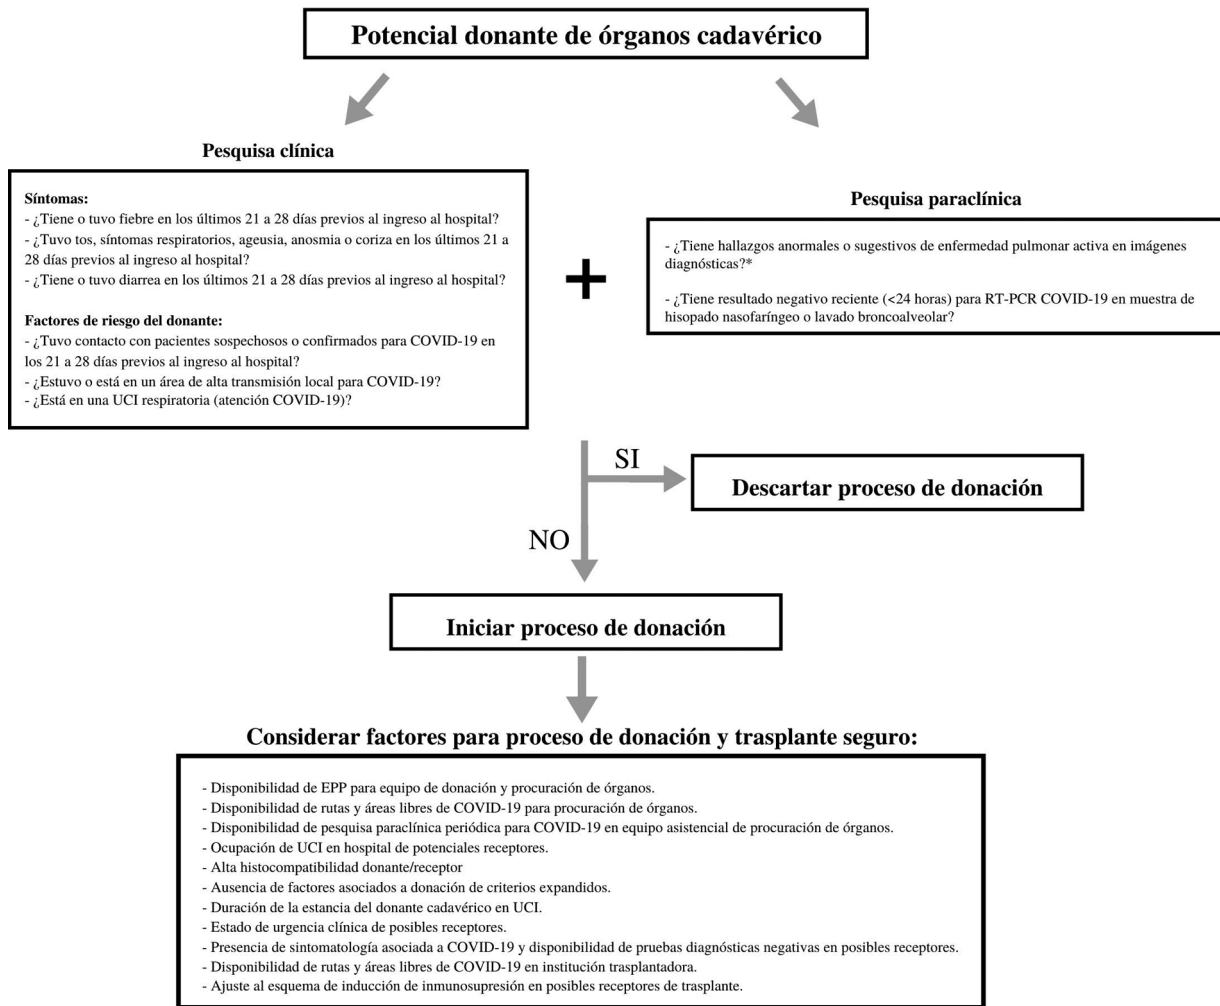 Potencial donante de órganos cadavérico
Pesquisa clínica
Síntomas:
- ¿Tiene o tuvo fiebre en los últimos 21 a 28 días previos al ingreso al hospital?
- ¿Tuvo tos, síntomas respiratorios, ageusia, anosmia o coriza en los últimos 21 a
28 días previos al ingreso al hospital?
- ¿Tiene o tuvo diarrea en los últimos 21 a 28 días previos al ingreso al hospital?
Factores de riesgo del donante:
- ¿Tuvo contacto con pacientes sospechosos o confirmados para COVID-19 en
los 21 a 28 días previos al ingreso al hospital?
- ¿Estuvo o está en un área de alta transmisión local para COVID-19?
- ¿Está en una UCI respiratoria (atención COVID-19)?
+
Pesquisa paraclínica
- ¿Tiene hallazgos anormales o sugestivos de enfermedad pulmonar activa en imágenes
diagnósticas?*
- ¿Tiene resultado negativo reciente (<24 horas) para RT-PCR COVID-19 en muestra de
hisopado nasofaríngeo o lavado broncoalveolar?
SI
Descartar proceso de donación
NO
Iniciar proceso de donación
Considerar factores para proceso de donación y trasplante seguro:
- Disponibilidad de EPP para equipo de donación y procuración de órganos.
- Disponibilidad de rutas y áreas libres de COVID-19 para procuración de órganos.
- Disponibilidad de pesquisa paraclínica periódica para COVID-19 en equipo asistencial de procuración de órganos.
- Ocupación de UCI en hospital de potenciales receptores.
- Alta histocompatibilidad donante/receptor
- Ausencia de factores asociados a donación de criterios expandidos.
- Duración de la estancia del donante cadavérico en UCI.
- Estado de urgencia clínica de posibles receptores.
- Presencia de sintomatología asociada a COVID-19 y disponibilidad de pruebas diagnósticas negativas en posibles receptores.
- Disponibilidad de rutas y áreas libres de COVID-19 en institución trasplantadora.
- Ajuste al esquema de inducción de inmunosupresión en posibles receptores de trasplante.